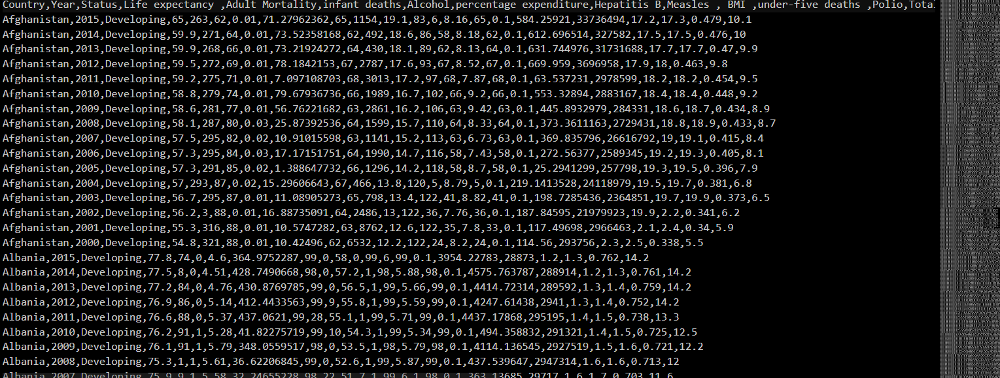 Country,Year,Status,Life expectancy ,Adult Mortality,infant deaths,Alcohol,percentage expenditure,Hepatitis B,Measles , BMI ,under-five deaths ,Polio,Tota
Afghanistan,2015,Developing,65,263,62,0.01,71.27962362,65,1154,19.1,83,6,8.16,65,0.1,584.25921,33736494,17.2,17.3,0.479,10.1
Afghanistan,2014,Developing,59.9,271,64,0.01,73.52358168,62,492,18.6,86,58,8.18,62,0.1,612.696514,327582,17.5,17.5,0.476,10
Afghanistan,2013,Developing,59.9,268,66,0.01,73.21924272,64,430,18.1,89,62,8.13,64,0.1,631.744976,31731688,17.7,17.7,0.47,9.9
Afghanistan,2012,Developing,59.5,272,69,0.01,78.1842153,67,2787,17.6,93,67,8.52,67,0.1,669.959,3696958,17.9,18,0.463,9.8
Afghanistan,2011,Developing,59.2,275,71,0.01,7.097108703,68,3013,17.2,97,68,7.87,68,0.1,63.537231,2978599,18.2,18.2,0.454,9.5
Afghanistan,2010,Developing,58.8,279,74,0.01,79.67936736,66,1989,16.7,102,66,9.2,66,0.1,553.32894,2883167,18.4,18.4,0.448,9.2
Afghanistan,2009,Developing,58.6,281,77,0.01,56.76221682,63,2861,16.2,106,63,9.42,63,0.1,445.8932979,284331,18.6,18.7,0.434,8.9
Afghanistan,2008,Developing,58.1,287,80,0.03,25.87392536,64,1599,15.7,110,64,8.33,64,0.1,373.3611163,2729431,18.8,18.9,0.433,8.7
Afghanistan,2007,Developing,57.5,295,82,0.02,10.91015598,63,1141,15.2,113,63,6.73,63,0.1,369.835796,26616792,19,19.1,0.415,8.4
Afghanistan,2006,Developing,57.3,295,84,0.03,17.17151751,64,1990,14.7,116,58,7.43,58,0.1,272.56377,2589345,19.2,19.3,0.405,8.1
Afghanistan,2005,Developing,57.3,291,85,0.02,1.388647732,66,1296,14.2,118,58,8.7,58,0.1,25.2941299,257798,19.3,19.5,0.396,7.9
Afghanistan,2004,Developing,57,293,87,0.02,15.29606643,67,466,13.8,120,5,8.79,5,0.1,219.1413528,24118979,19.5,19.7,0.381,6.8
Afghanistan,2003,Developing,56.7,295,87,0.01,11.08905273,65,798,13.4,122,41,8.82,41,0.1,198.7285436,2364851,19.7,19.9,0.373,6.5
Afghanistan,2002,Developing,56.2,3,88,0.01,16.88735091,64,2486,13,122,36,7.76,36,0.1,187.84595,21979923,19.9,2.2,0.341,6.2
Afghanistan,2001,Developing,55.3,316,88,0.01,10.5747282,63,8762,12.6,122,35,7.8,33,0.1,117.49698,2966463,2.1,2.4,0.34,5.9
Afghanistan,2000,Developing,54.8,321,88,0.01,10.42496,62,6532,12.2,122,24,8.2,24,0.1,114.56,293756,2.3,2.5,0.338,5.5
Albania,2015,Developing,77.8,74,0,4.6,364.9752287,99,0,58,0,99,6,99,0.1,3954.22783,28873,1.2,1.3,0.762,14.2
Albania,2014,Developing,77.5,8,0,4.51,428.7490668,98,0,57.2,1,98,5.88,98,0.1,4575.763787,288914,1.2,1.3,0.761,14.2
Albania,2013,Developing,77.2,84,0,4.76,430.8769785,99,0,56.5,1,99,5.66,99,0.1,4414.72314,289592,1.3,1.4,0.759,14.2
Albania,2012,Developing,76.9,86,0,5.14,412.4433563,99,9,55.8,1,99,5.59,99,0.1,4247.61438,2941,1.3,1.4,0.752,14.2
Albania,2011,Developing,76.6,88,0,5.37,437.0621,99,28,55.1,1,99,5.71,99,0.1,4437.17868,295195,1.4,1.5,0.738,13.3
Albania,2010,Developing,76.2,91,1,5.28,41.82275719,99,10,54.3,1,99,5.34,99,0.1,494.358832,291321,1.4,1.5,0.725,12.5
Albania,2009,Developing,76.1,91,1,5.79,348.0559517,98,0,53.5,1,98,5.79,98,0.1,4114.136545,2927519,1.5,1.6,0.721,12.2
Albania,2008,Developing,75.3,1,1,5.61,36.62206845,99,0,52.6,1,99,5.87,99,0.1,437.539647,2947314,1.6,1.6,0.713,12
Albania,2007,Developing,75.9,9,1,5.58,32.24655228,98,22,51.7,1,99,6.1,98,0.1,363.13685,29717,1.6,1.7,0.703,11.6